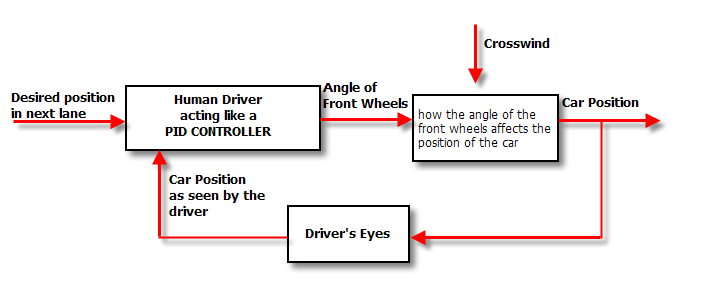 Crosswind
Desired position
in next lane
Human Driver
acting like a
PID CONTROLLER
Angle of
Front Wheels
how the angle of the
front wheels affects the
position of the car
Car Position
Car Position
as seen by the
driver
Driver's Eyes